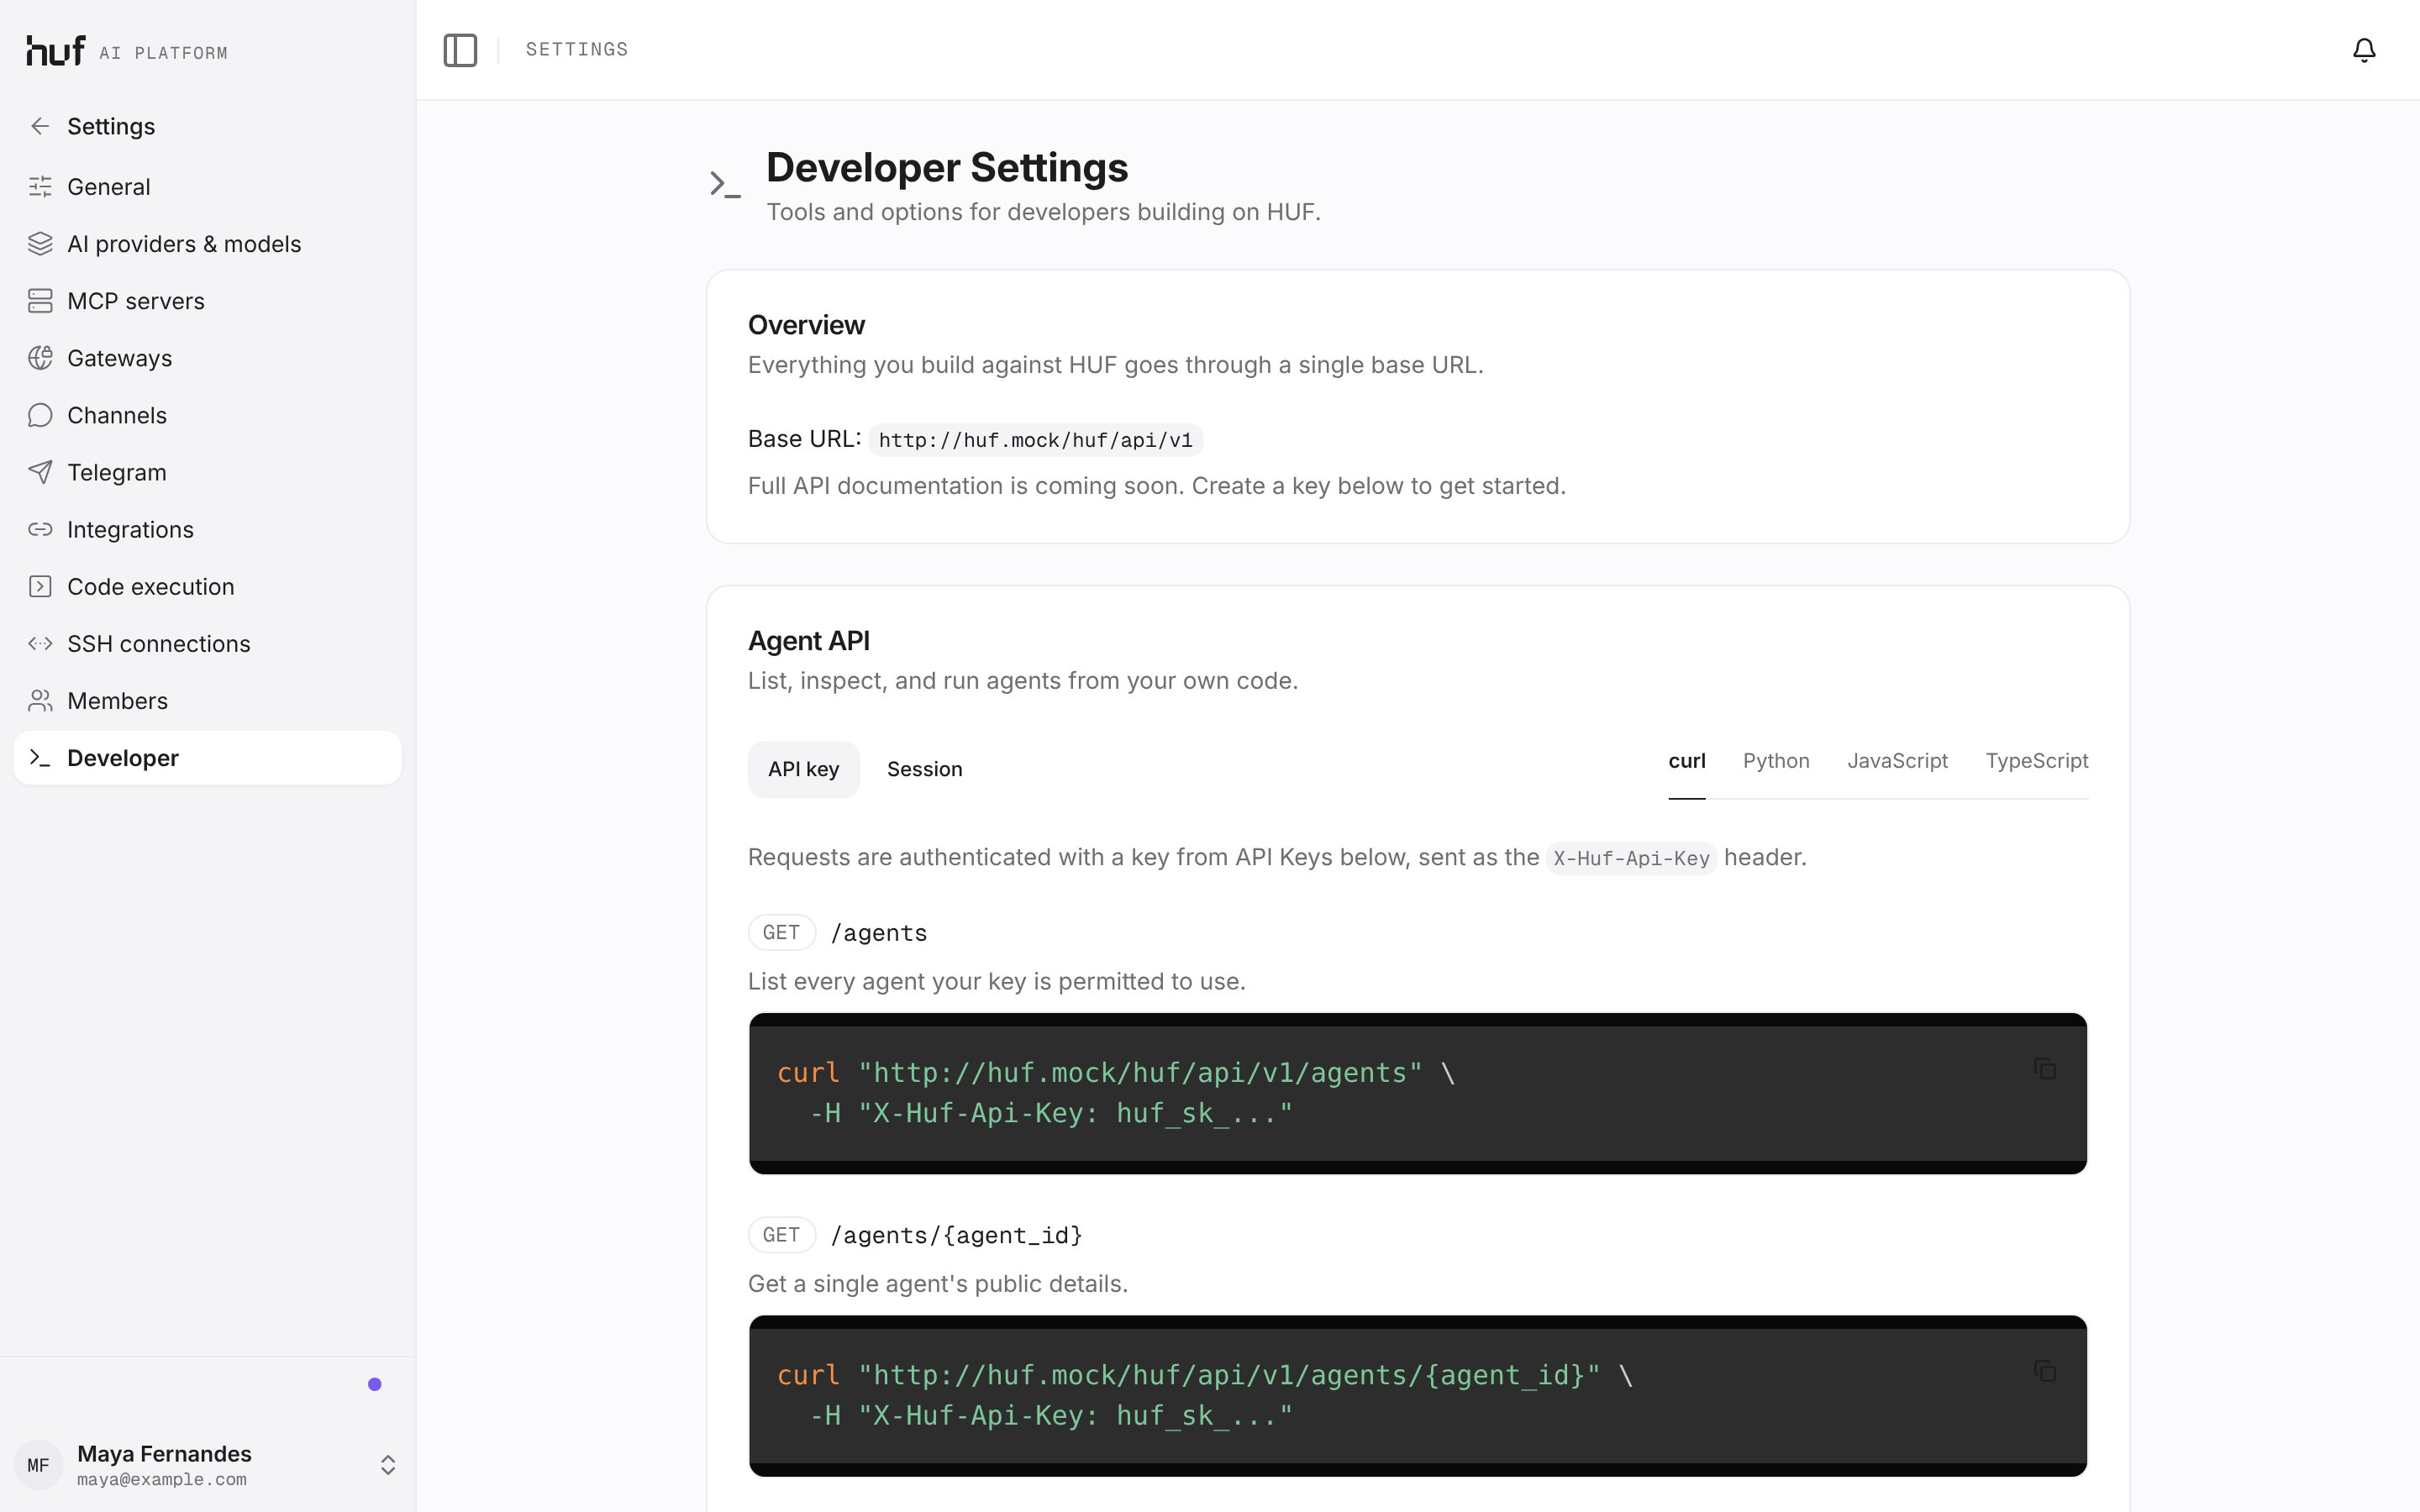 huf AI PLATFORM
Settings
General
AI providers & models
MCP servers
Gateways
Channels
Telegram
Integrations
Code execution
SSH connections
Members
Developer
MF
Maya Fernandes
maya@example.com
SETTINGS
Developer Settings
Tools and options for developers building on HUF.
Overview
Everything you build against HUF goes through a single base URL.
Base URL: http://huf.mock/huf/api/v1
Full API documentation is coming soon. Create a key below to get started.
Agent API
List, inspect, and run agents from your own code.
API key Session curl Python JavaScript TypeScript
Requests are authenticated with a key from API Keys below, sent as the X-Huf-Api-Key header.
GET /agents
List every agent your key is permitted to use.
curl "http://huf.mock/huf/api/v1/agents" \
-H "X-Huf-Api-Key: huf_sk_..."
GET /agents/{agent_id}
Get a single agent's public details.
curl "http://huf.mock/huf/api/v1/agents/{agent_id}" \
-H "X-Huf-Api-Key: huf_sk_..."